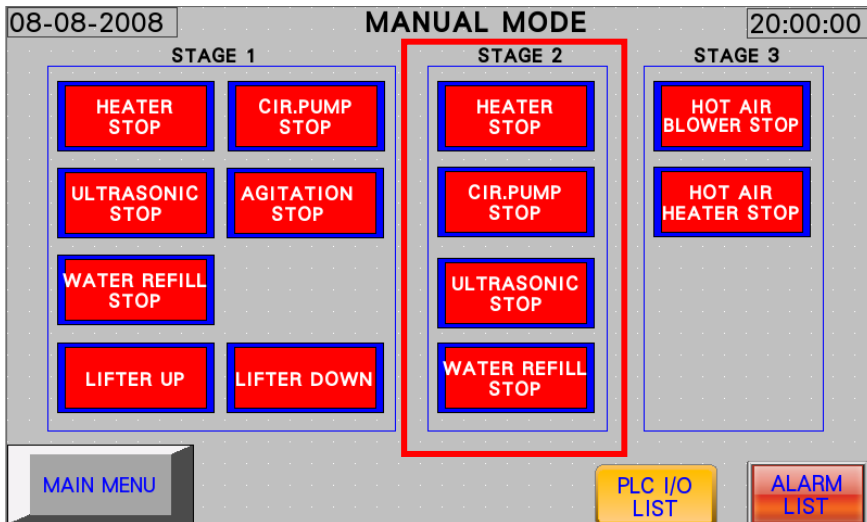 08-08-2008 MANUAL MODE 20:00:00
STAGE 1
HEATER
STOP
CIR.PUMP
STOP
ULTRASONIC
STOP
AGITATION
STOP
WATER REFILL
STOP
LIFTER UP
LIFTER DOWN
STAGE 2
HEATER
STOP
CIR.PUMP
STOP
ULTRASONIC
STOP
WATER REFILL
STOP
STAGE 3
HOT AIR
BLOWER STOP
HOT AIR
HEATER STOP
MAIN MENU
PLC I/O
LIST
ALARM
LIST